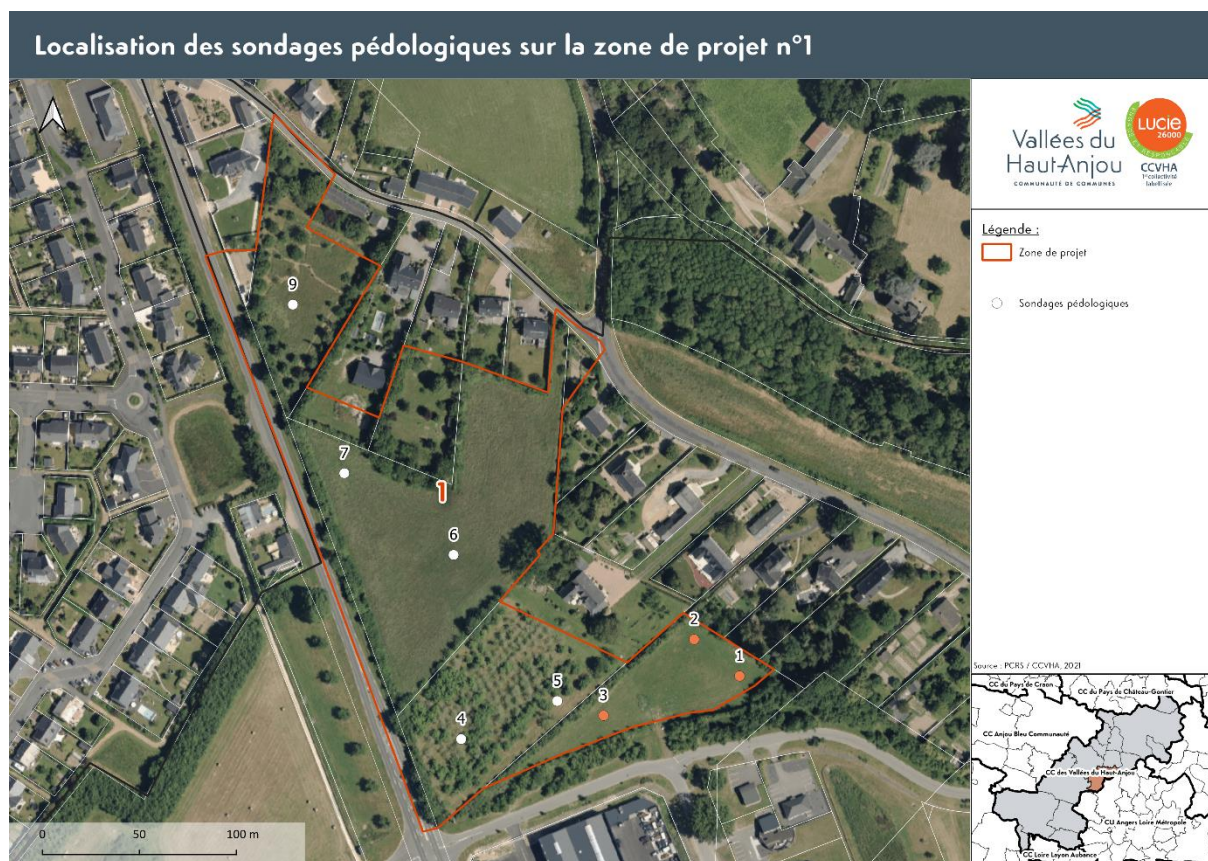 Localisation des sondages pédologiques sur la zone de projet n°1
Vallées du
Haut-Anjou
COMMUNAUTÉ DE COMMUNES
LUCIE
26000
CCVHA
1ère collectivité
labellisée
Légende :
Zone de projet
Sondages pédologiques
9
7
1
6
2
1
5
3
4
0 50 100 m
Source : PCRS / CCVHA, 2021
CC du Pays de Craon
CC du Pays de Château-Gontier
CC Anjou Bleu Communauté
CC des Vallées du Haut-Anjou
CU Angers Loire Métropole
CC Loire Layon Aubance